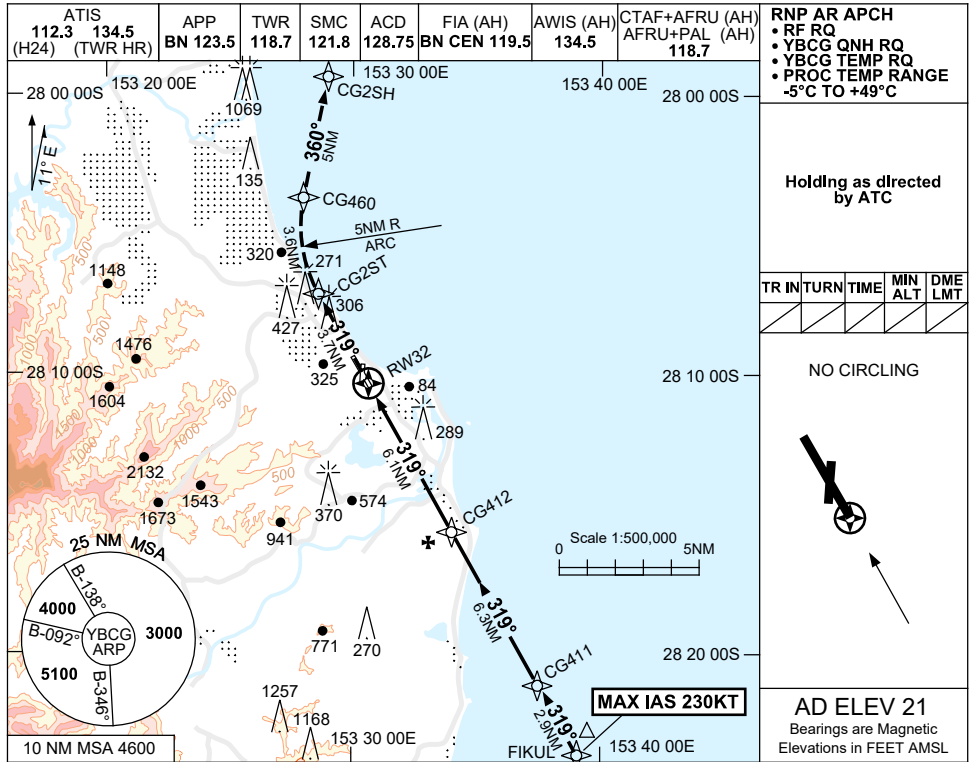 ATIS
112.3 134.5
(H24) (TWR HR)
APP
BN 123.5
TWR
118.7
SMC
121.8
ACD
128.75
FIA (AH)
BN CEN 119.5
AWIS (AH)
134.5
CTAF+AFRU (AH)
AFRU+PAL (AH)
118.7
RNP AR APCH
• RF RQ
• YBCG QNH RQ
• YBCG TEMP RQ
• PROC TEMP RANGE
-5°C TO +49°C
Holding as directed
by ATC
TR IN
TURN
TIME
MIN
ALT
DME
LMT
NO CIRCLING
AD ELEV 21
Bearings are Magnetic
Elevations in FEET AMSL
153 20 00E
153 30 00E
153 40 00E
28 00 00S
28 00 00S
11° E
1069
135
CG2SH
360°
5NM
CG460
5NM R
ARC
3.6NM
320
271
CG2ST
306
427
319°
3.7NM
325
RW32
84
289
1148
500
1000
1476
500
28 10 00S
28 10 00S
1604
500
1500
1000
1000
2132
1543
1673
500
941
370
574
319°
6.1NM
CG412
Scale 1:500,000
0
5NM
319°
6.3NM
25 NM MSA
B-138°
4000
B-092°
YBCG
ARP
3000
5100
B-346°
10 NM MSA 4600
771
270
28 20 00S
CG411
MAX IAS 230KT
319°
2.9NM
1257
1168
FIKUL
153 30 00E
153 40 00E